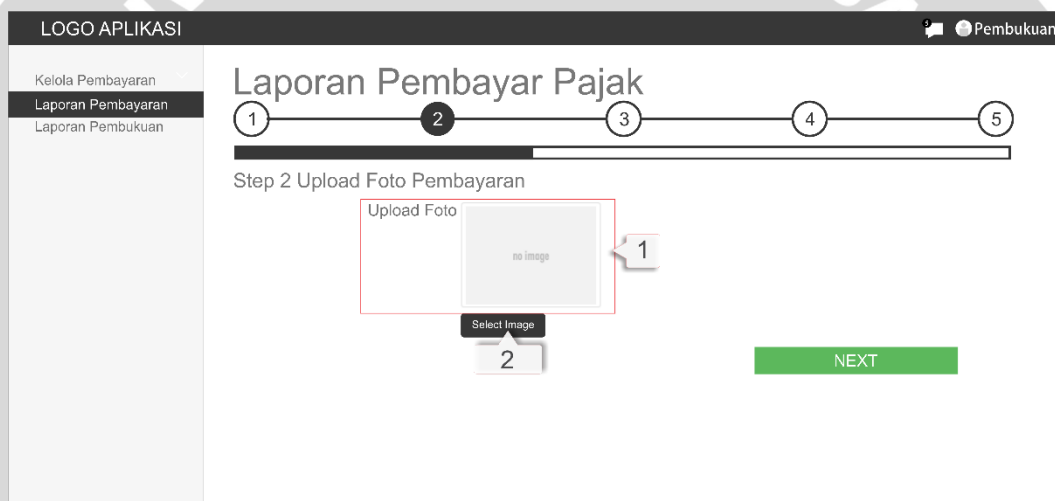 LOGO APLIKASI
Pembukuan
Kelola Pembayaran
Laporan Pembayaran
Laporan Pembukuan
Laporan Pembayar Pajak
1 2 3 4 5
Step 2 Upload Foto Pembayaran
Upload Foto
no image
1
Select Image
2
NEXT